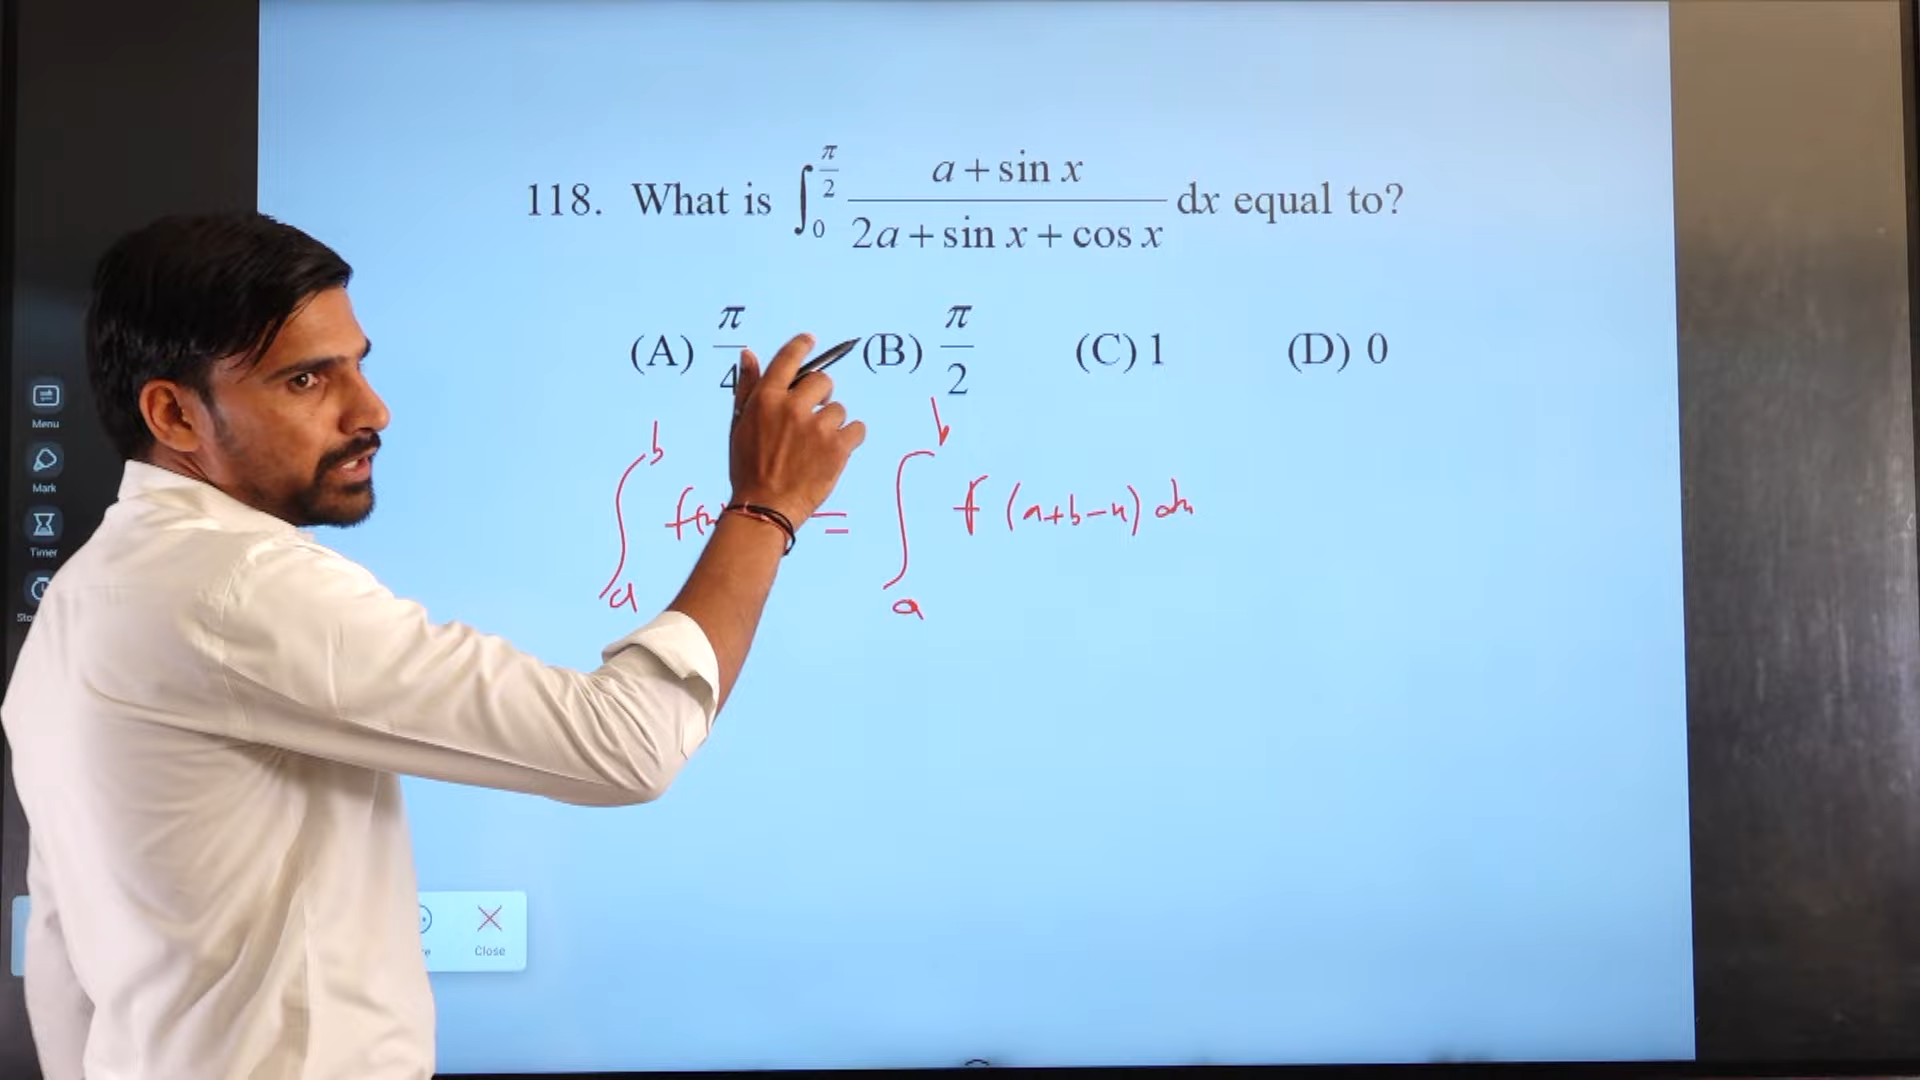 118. What is ∫₀^{π/2} (a + sin x)/(2a + sin x + cos x) dx equal to?
(A) π/4 (B) π/2 (C) 1 (D) 0
∫ₐᵇ f(x = ∫ₐᵇ f (a+b-x) dx
Menu
Mark
Timer
Close